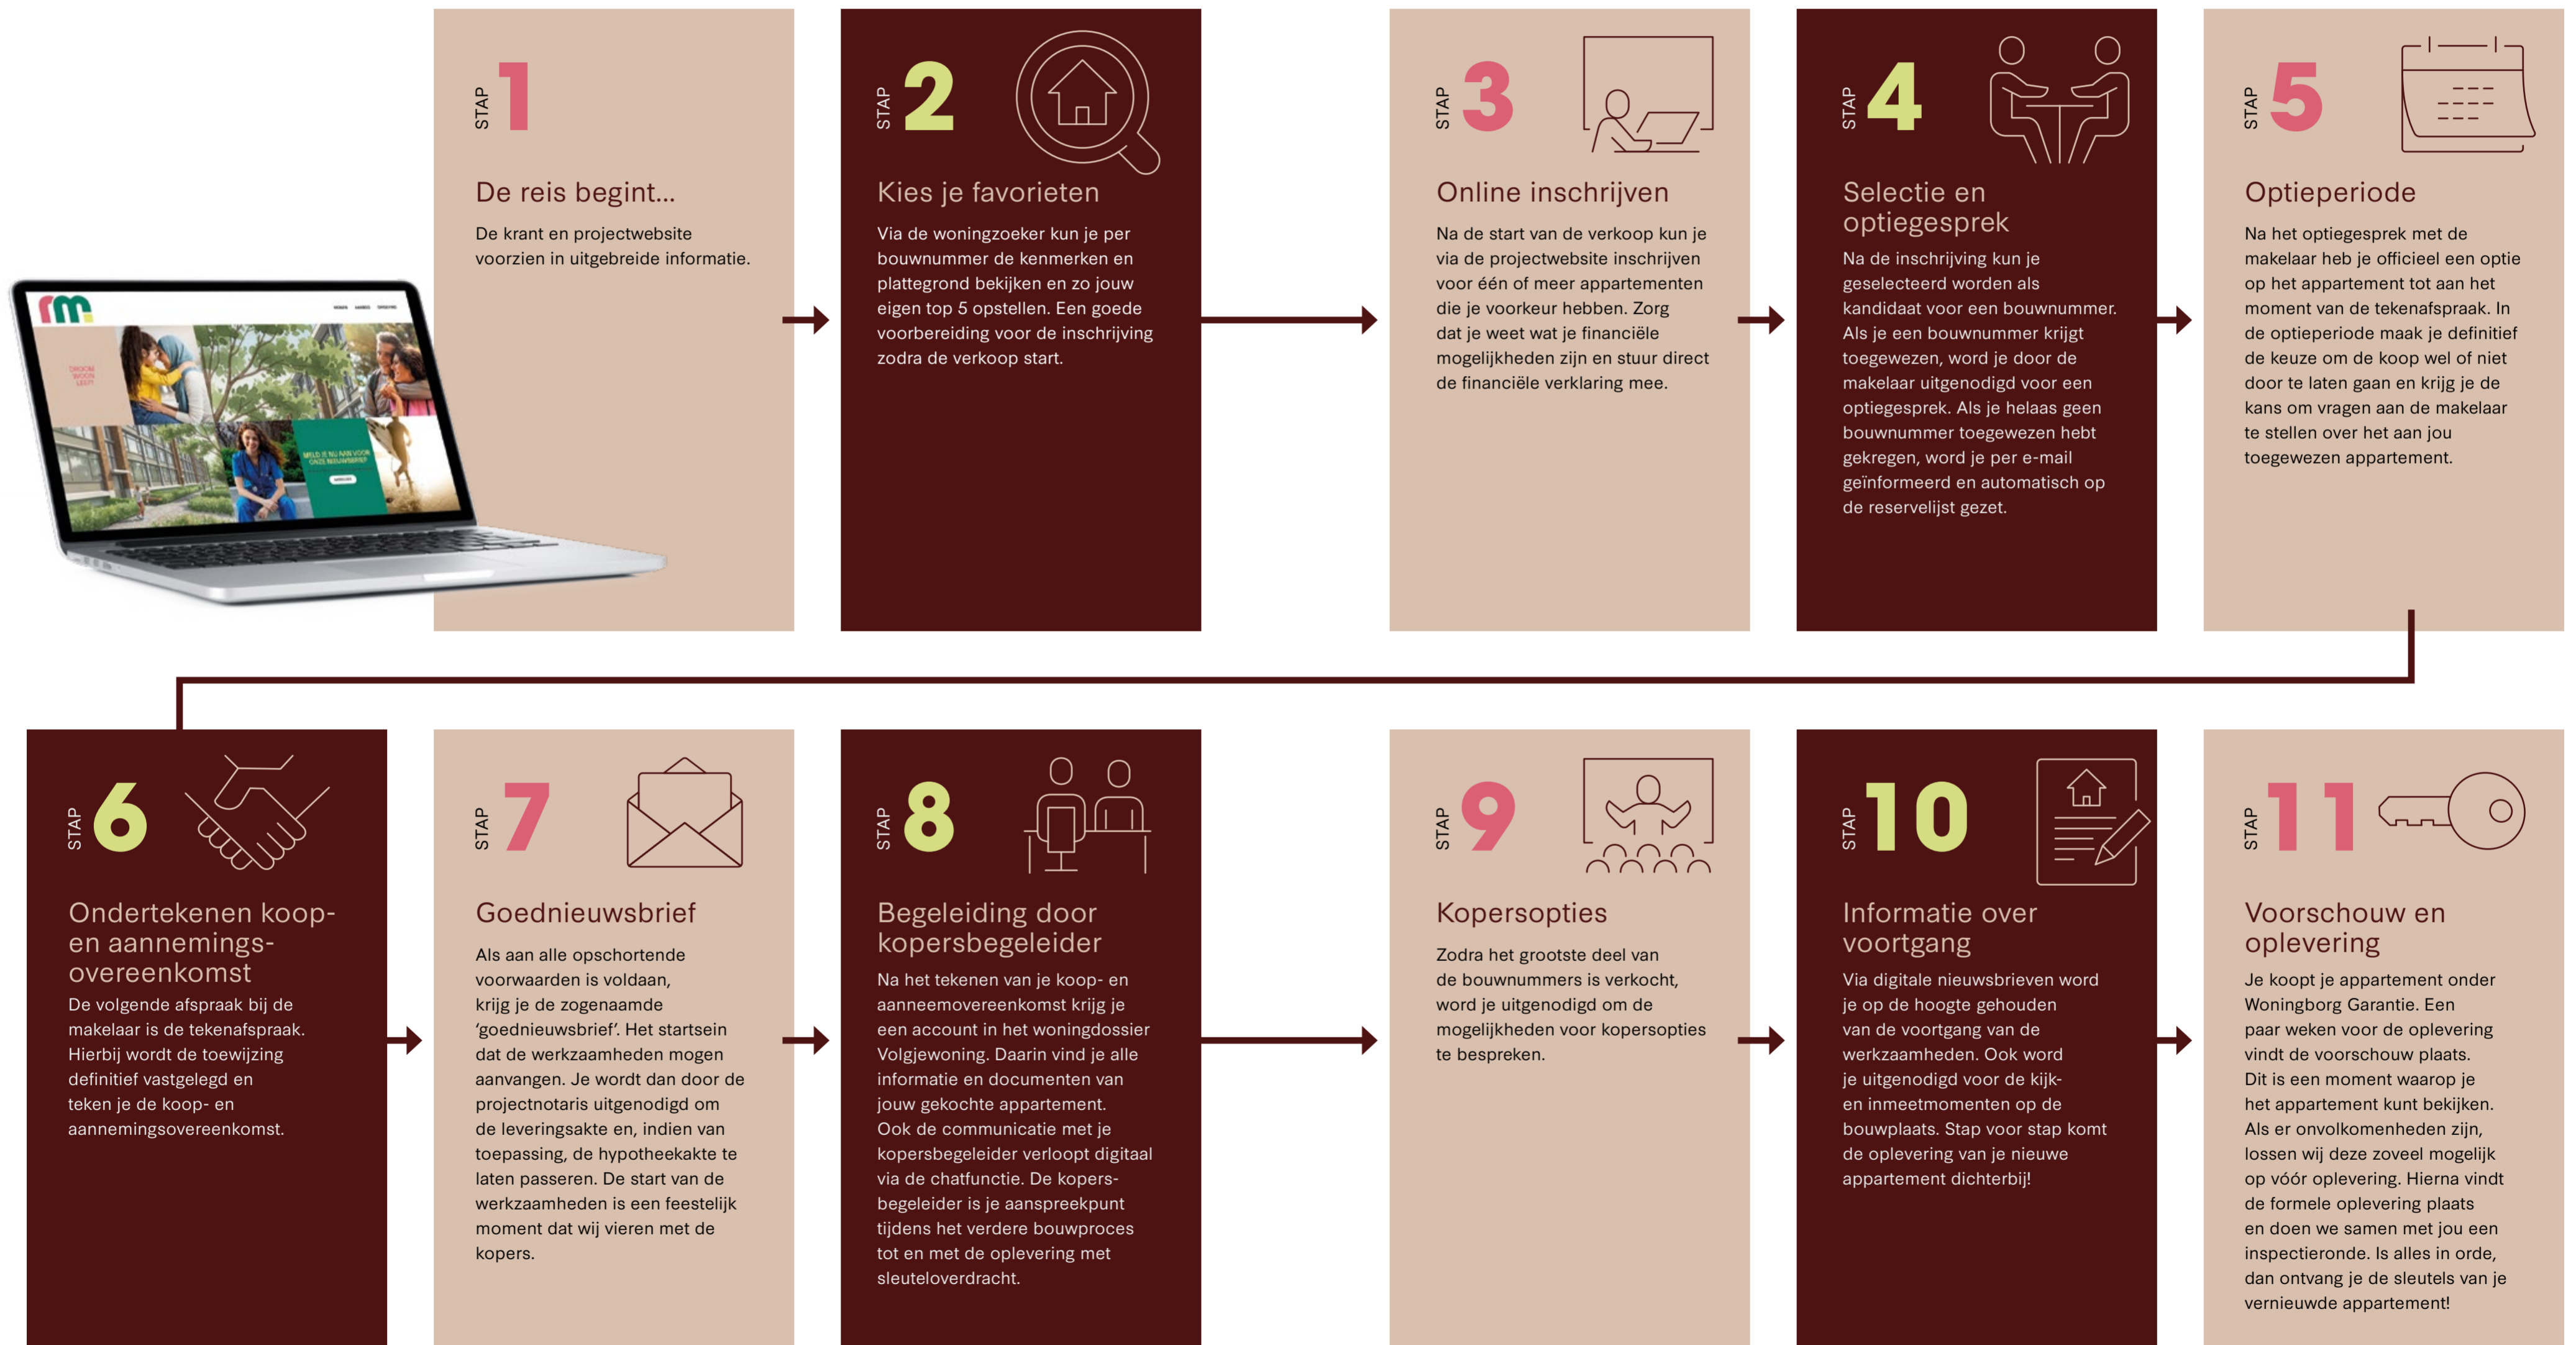 STAP 1
De reis begint...
De krant en projectwebsite
voorzien in uitgebreide informatie.
rm.
WONEN AANBOD OMGEVING
DROOM
WOON
LEEF!
MELD JE NU AAN VOOR
ONZE NIEUWSBRIEF
STAP 2
Kies je favorieten
Via de woningzoeker kun je per
bouwnummer de kenmerken en
plattegrond bekijken en zo jouw
eigen top 5 opstellen. Een goede
voorbereiding voor de inschrijving
zodra de verkoop start.
STAP 3
Online inschrijven
Na de start van de verkoop kun je
via de projectwebsite inschrijven
voor één of meer appartementen
die je voorkeur hebben. Zorg
dat je weet wat je financiële
mogelijkheden zijn en stuur direct
de financiële verklaring mee.
STAP 4
Selectie en
optiegesprek
Na de inschrijving kun je
geselecteerd worden als
kandidaat voor een bouwnummer.
Als je een bouwnummer krijgt
toegewezen, word je door de
makelaar uitgenodigd voor een
optiegesprek. Als je helaas geen
bouwnummer toegewezen hebt
gekregen, word je per e-mail
geïnformeerd en automatisch op
de reservelijst gezet.
STAP 5
Optieperiode
Na het optiegesprek met de
makelaar heb je officieel een optie
op het appartement tot aan het
moment van de tekenafspraak. In
de optieperiode maak je definitief
de keuze om de koop wel of niet
door te laten gaan en krijg je de
kans om vragen aan de makelaar
te stellen over het aan jou
toegewezen appartement.
STAP 6
Ondertekenen koop-
en aannemings-
overeenkomst
De volgende afspraak bij de
makelaar is de tekenafspraak.
Hierbij wordt de toewijzing
definitief vastgelegd en
teken je de koop- en
aannemingsovereenkomst.
STAP 7
Goednieuwsbrief
Als aan alle opschortende
voorwaarden is voldaan,
krijg je de zogenaamde
‘goednieuwsbrief’. Het startsein
dat de werkzaamheden mogen
aanvangen. Je wordt dan door de
projectnotaris uitgenodigd om
de leveringsakte en, indien van
toepassing, de hypotheekakte te
laten passeren. De start van de
werkzaamheden is een feestelijk
moment dat wij vieren met de
kopers.
STAP 8
Begeleiding door
kopersbegeleider
Na het tekenen van je koop- en
aanneemovereenkomst krijg je
een account in het woningdossier
Volgjewoning. Daarin vind je alle
informatie en documenten van
jouw gekochte appartement.
Ook de communicatie met je
kopersbegeleider verloopt digitaal
via de chatfunctie. De kopers-
begeleider is je aanspreekpunt
tijdens het verdere bouwproces
tot en met de oplevering met
sleuteloverdracht.
STAP 9
Kopersopties
Zodra het grootste deel van
de bouwnummers is verkocht,
word je uitgenodigd om de
mogelijkheden voor kopersopties
te bespreken.
STAP 10
Informatie over
voortgang
Via digitale nieuwsbrieven word
je op de hoogte gehouden
van de voortgang van de
werkzaamheden. Ook word
je uitgenodigd voor de kijk-
en inmeetmomenten op de
bouwplaats. Stap voor stap komt
de oplevering van je nieuwe
appartement dichterbij!
STAP 11
Voorschouw en
oplevering
Je koopt je appartement onder
Woningborg Garantie. Een
paar weken voor de oplevering
vindt de voorschouw plaats.
Dit is een moment waarop je
het appartement kunt bekijken.
Als er onvolkomenheden zijn,
lossen wij deze zoveel mogelijk
op vóór oplevering. Hierna vindt
de formele oplevering plaats
en doen we samen met jou een
inspectieronde. Is alles in orde,
dan ontvang je de sleutels van je
vernieuwde appartement!